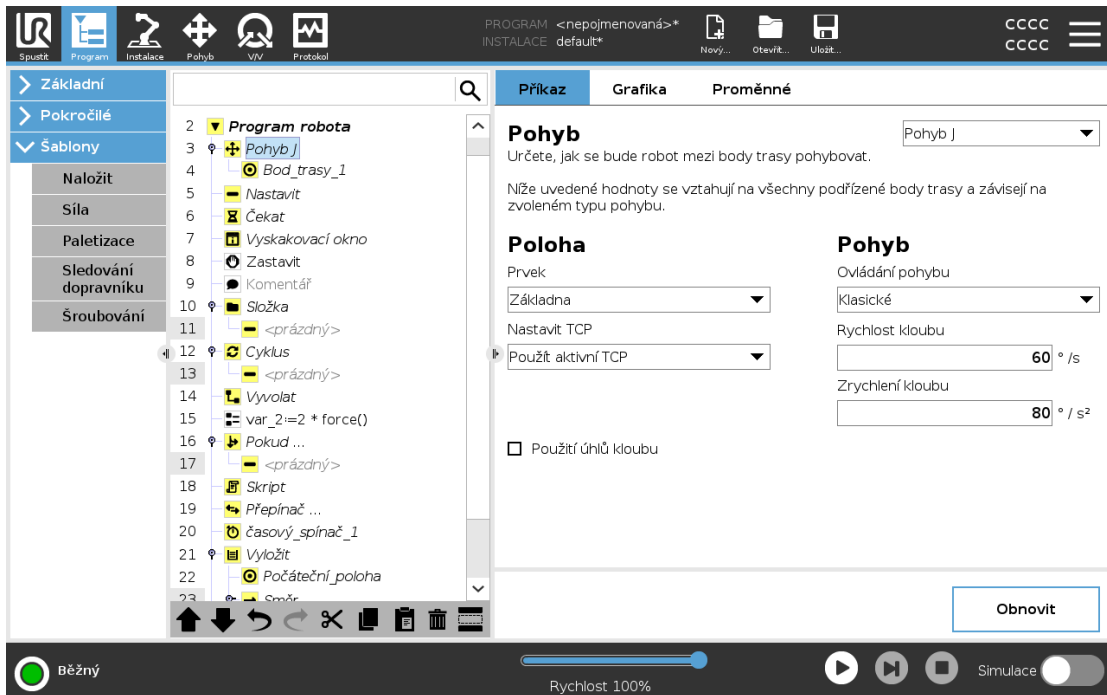 UR
PROGRAM <nepojmenovaná>*
INSTALACE default*
CCCC
CCCC
Spustit
Program
Instalace
Pohyb
V/V
Protokol
Nový...
Otevřít...
Uložit...
Základní
Pokročilé
Šablony
Naložit
Síla
Paletizace
Sledování
dopravníku
Šroubování
2 Program robota
3 Pohyb J
4 Bod_trasy_1
5 Nastavit
6 Čekat
7 Vyskakovací okno
8 Zastavit
9 Komentář
10 Složka
11 <prázdný>
12 Cyklus
13 <prázdný>
14 Vyvolat
15 var_2:=2 * force()
16 Pokud ...
17 <prázdný>
18 Skript
19 Přepínač ...
20 časový_spínač_1
21 Vyložit
22 Počáteční_poloha
23 Směr
Příkaz
Grafika
Proměnné
Pohyb
Pohyb J
Určete, jak se bude robot mezi body trasy pohybovat.
Níže uvedené hodnoty se vztahují na všechny podřízené body trasy a závisejí na
zvoleném typu pohybu.
Poloha
Prvek
Základna
Nastavit TCP
Použít aktivní TCP
Použití úhlů kloubu
Pohyb
Ovládání pohybu
Klasické
Rychlost kloubu
60 ° /s
Zrychlení kloubu
80 ° / s²
Obnovit
Běžný
Rychlost 100%
Simulace